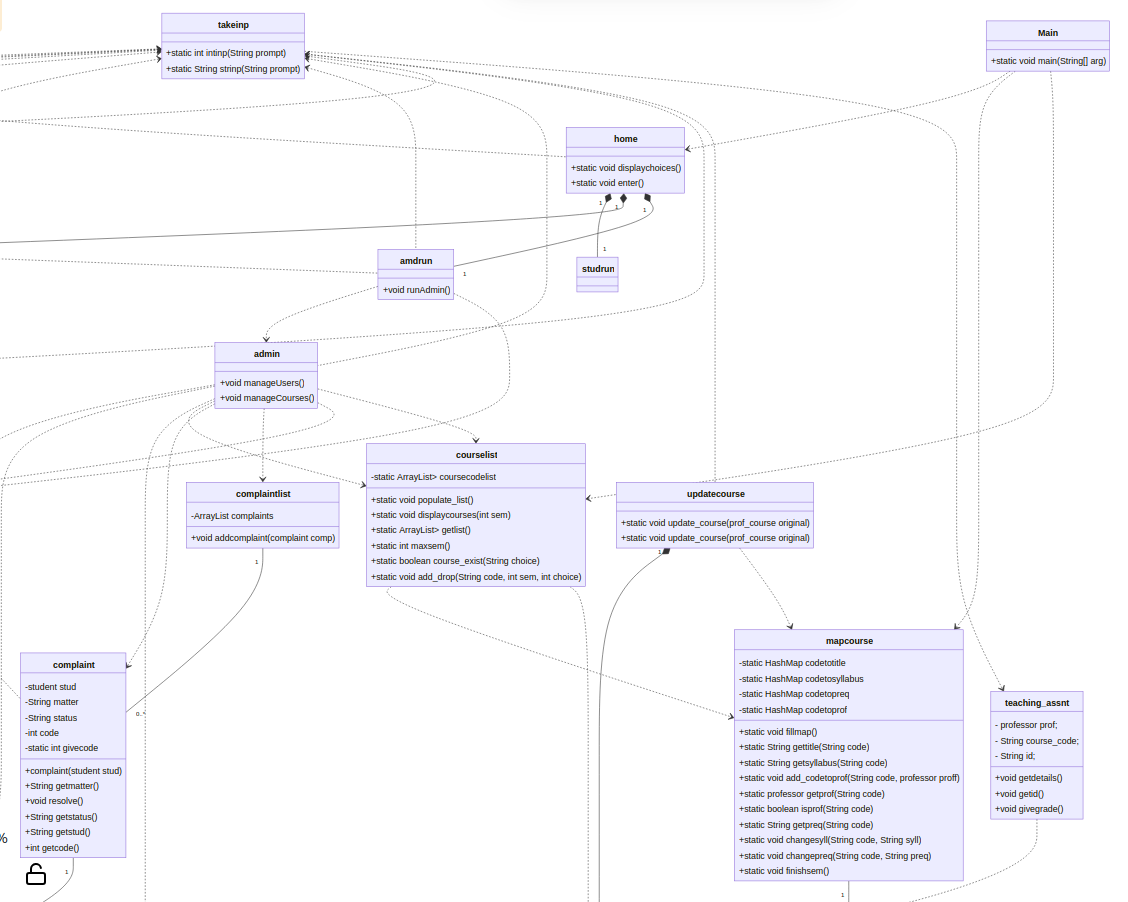 takeinp
+static int intinp(String prompt)
+static String strinp(String prompt)
Main
+static void main(String[] arg)
home
+static void displaychoices()
+static void enter()
1
1
1
1
1
amdrun
+void runAdmin()
studrun
admin
+void manageUsers()
+void manageCourses()
courselist
-static ArrayList> coursecodelist
+static void populate_list()
+static void displaycourses(int sem)
+static ArrayList> getlist()
+static int maxsem()
+static boolean course_exist(String choice)
+static void add_drop(String code, int sem, int choice)
complaintlist
-ArrayList complaints
+void addcomplaint(complaint comp)
1
0..*
updatecourse
+static void update_course(prof_course original)
+static void update_course(prof_course original)
1
complaint
-student stud
-String matter
-String status
-int code
-static int givecode
+complaint(student stud)
+String getmatter()
+void resolve()
+String getstatus()
+String getstud()
+int getcode()
1
%
mapcourse
-static HashMap codetotitle
-static HashMap codetosyllabus
-static HashMap codetopreq
-static HashMap codetoprof
+static void fillmap()
+static String gettitle(String code)
+static String getsyllabus(String code)
+static void add_codetoprof(String code, professor proff)
+static professor getprof(String code)
+static boolean isprof(String code)
+static String getpreq(String code)
+static void changesyll(String code, String syll)
+static void changepreq(String code, String preq)
+static void finishsem()
1
teaching_assnt
- professor prof;
- String course_code;
- String id;
+void getdetails()
+void getid()
+void givegrade()